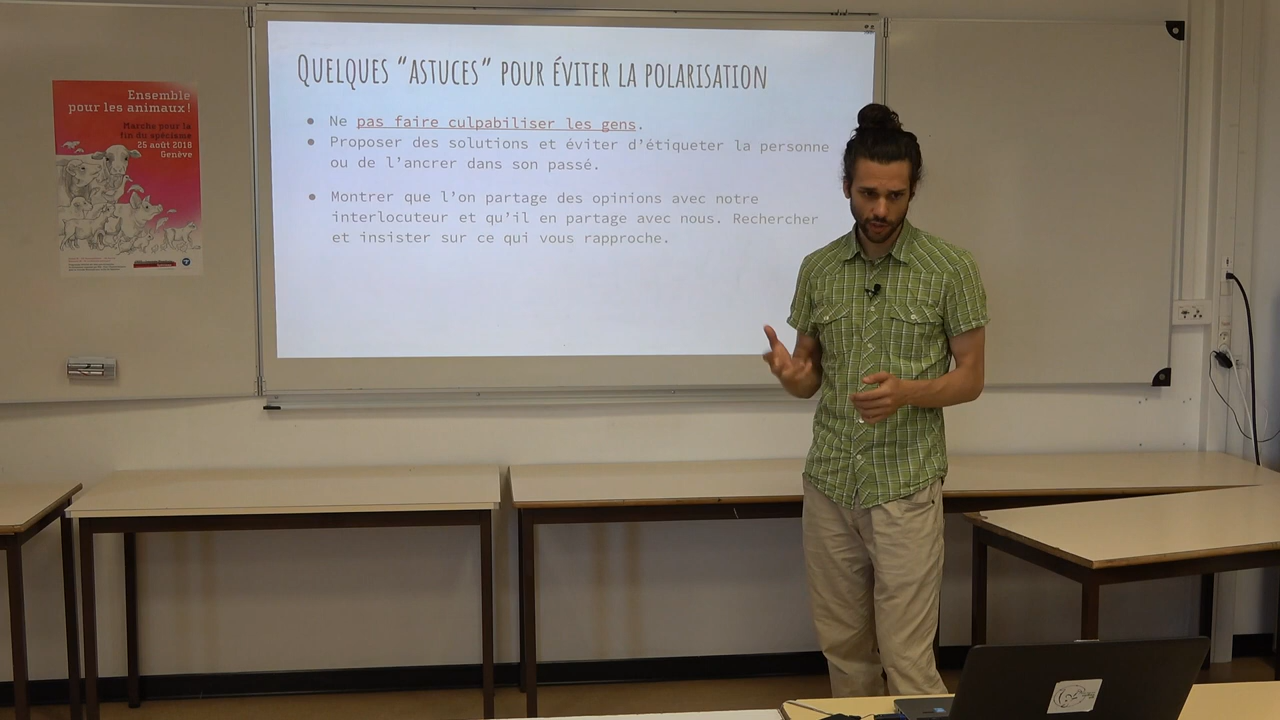 Ensemble
pour les animaux!
Marche pour la
fin du spécisme
25 août 2018
Genève
QUELQUES “ASTUCES” POUR ÉVITER LA POLARISATION
● Ne pas faire culpabiliser les gens.
● Proposer des solutions et éviter d’étiqueter la personne
ou de l’ancrer dans son passé.
● Montrer que l’on partage des opinions avec notre
interlocuteur et qu’il en partage avec nous. Rechercher
et insister sur ce qui vous rapproche.